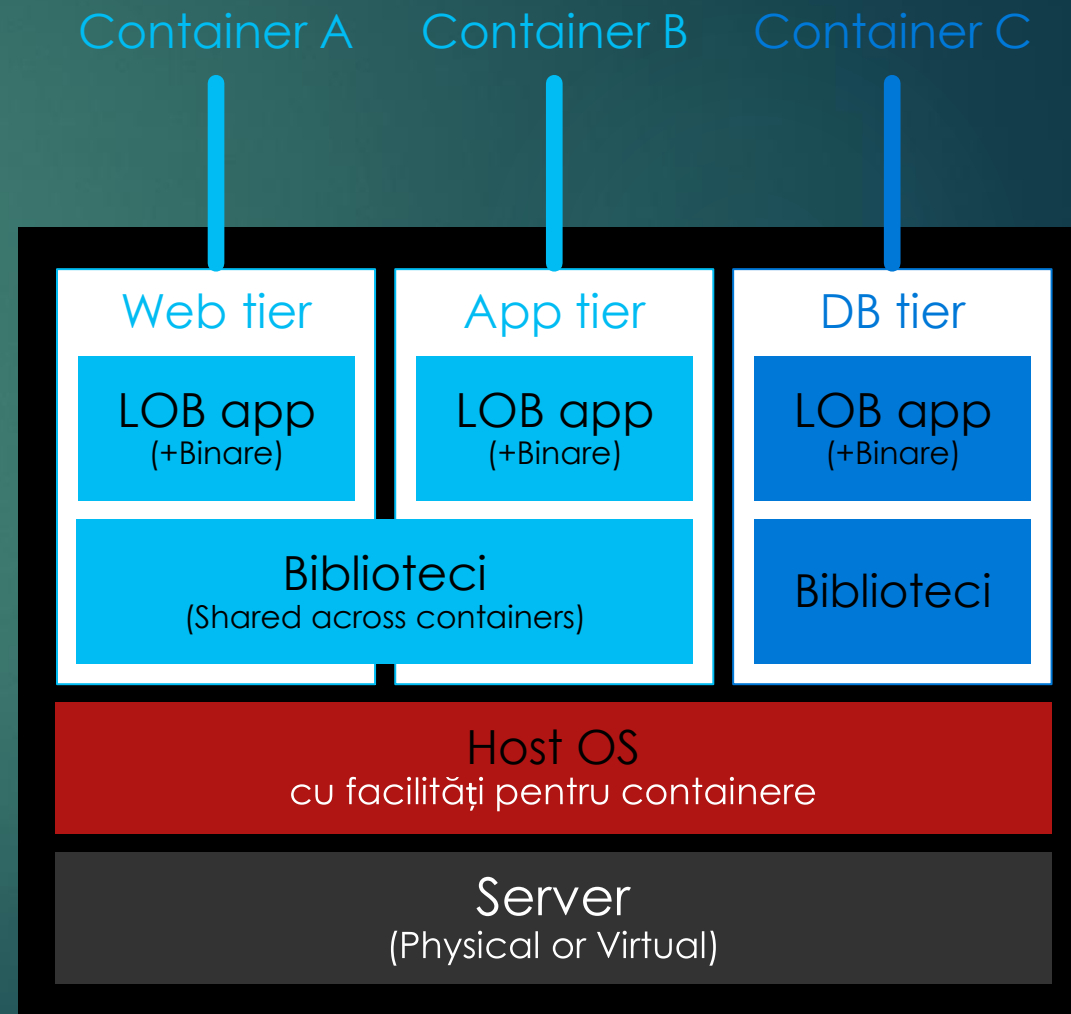 Container A Container B Container C
Web tier App tier DB tier
LOB app LOB app LOB app
(+Binare) (+Binare) (+Binare)
Biblioteci
(Shared across containers)
Biblioteci
Host OS
cu facilități pentru containere
Server
(Physical or Virtual)